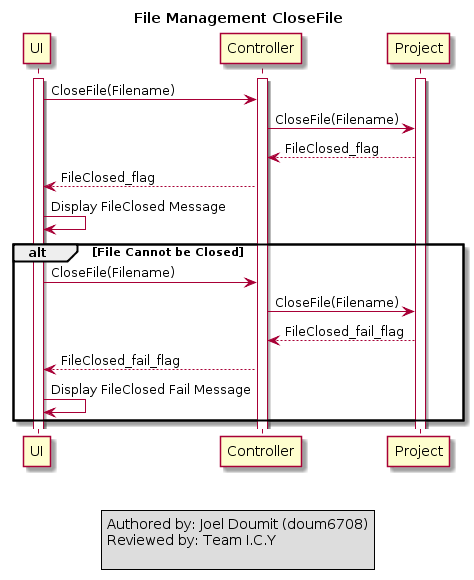 File Management CloseFile
UI
Controller
Project
CloseFile(Filename)
CloseFile(Filename)
FileClosed_flag
FileClosed_flag
Display FileClosed Message
alt
[File Cannot be Closed]
CloseFile(Filename)
CloseFile(Filename)
FileClosed_fail_flag
FileClosed_fail_flag
Display FileClosed Fail Message
UI
Controller
Project
Authored by: Joel Doumit (doum6708)
Reviewed by: Team I.C.Y